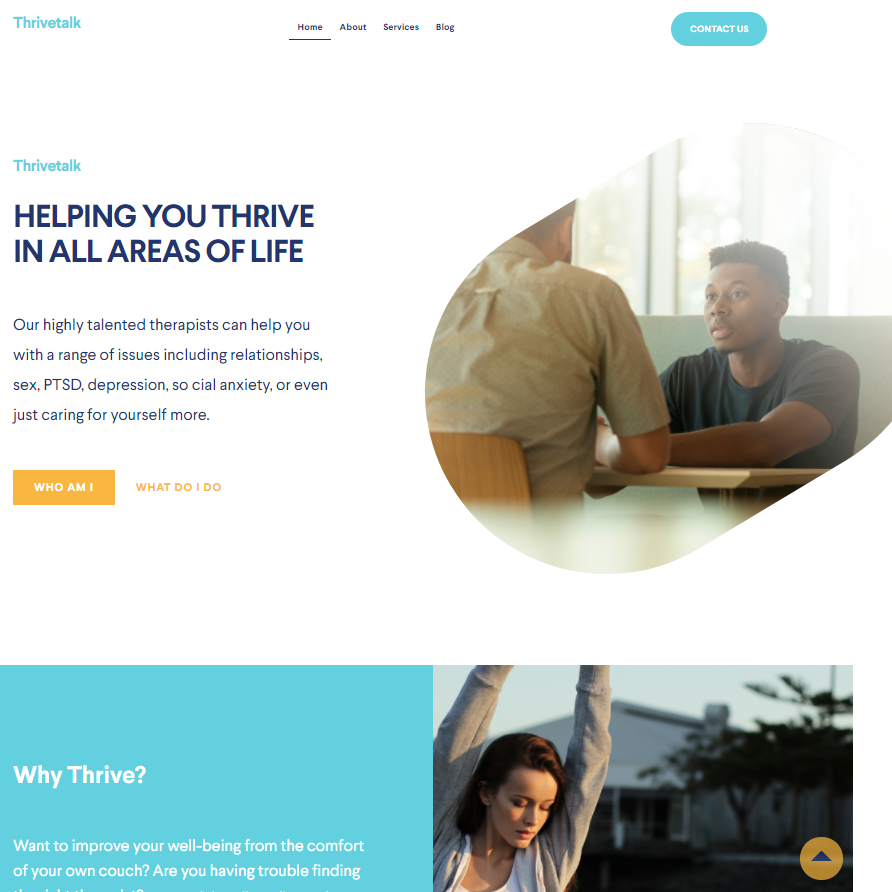 Thrivetalk
Home About Services Blog
CONTACT US
Thrivetalk
HELPING YOU THRIVE
IN ALL AREAS OF LIFE
Our highly talented therapists can help you
with a range of issues including relationships,
sex, PTSD, depression, so cial anxiety, or even
just caring for yourself more.
WHO AM I
WHAT DO I DO
Why Thrive?
Want to improve your well-being from the comfort
of your own couch? Are you having trouble finding